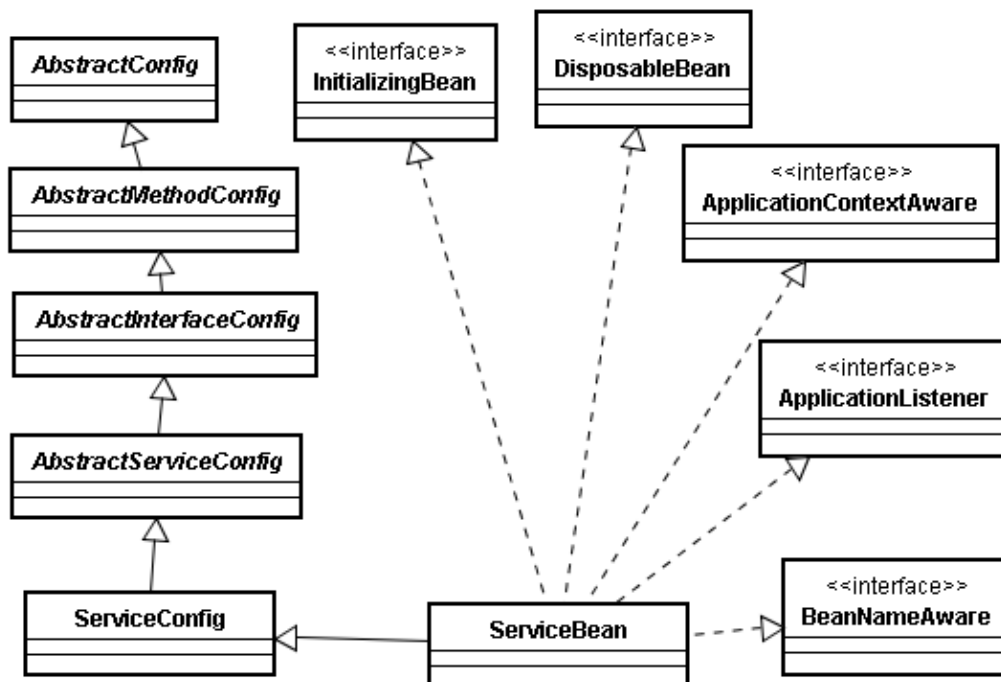 AbstractConfig
<<interface>>
InitializingBean
<<interface>>
DisposableBean
AbstractMethodConfig
<<interface>>
ApplicationContextAware
AbstractInterfaceConfig
<<interface>>
ApplicationListener
AbstractServiceConfig
ServiceConfig
ServiceBean
<<interface>>
BeanNameAware